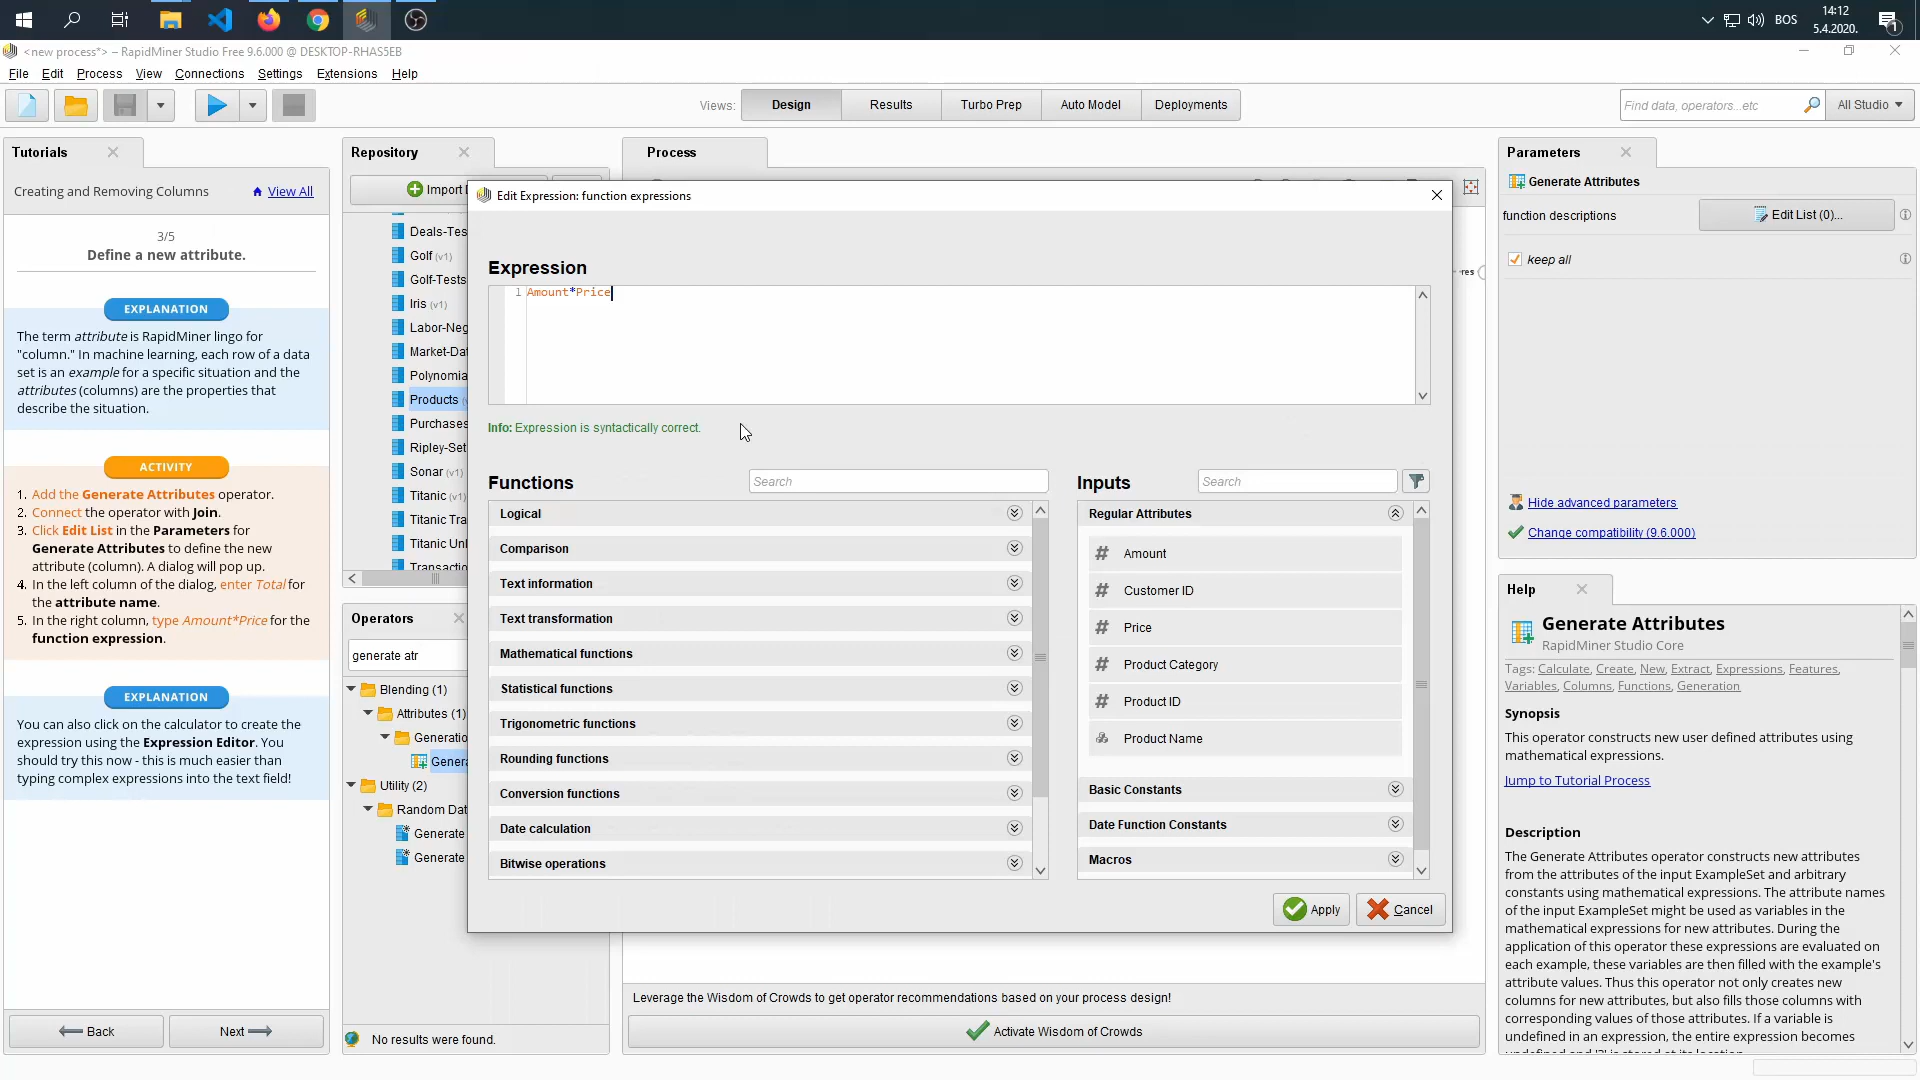 14:12
BOS
5.4.2020.
1
<new process*> – RapidMiner Studio Free 9.6.000 @ DESKTOP-RHAS5EB
File Edit Process View Connections Settings Extensions Help
Views: Design Results Turbo Prep Auto Model Deployments
Find data, operators...etc All Studio
Tutorials
Creating and Removing Columns View All
3/5
Define a new attribute.
EXPLANATION
The term attribute is RapidMiner lingo for
"column." In machine learning, each row of a data
set is an example for a specific situation and the
attributes (columns) are the properties that
describe the situation.
ACTIVITY
1. Add the Generate Attributes operator.
2. Connect the operator with Join.
3. Click Edit List in the Parameters for
Generate Attributes to define the new
attribute (column). A dialog will pop up.
4. In the left column of the dialog, enter Total for
the attribute name.
5. In the right column, type Amount*Price for the
function expression.
EXPLANATION
You can also click on the calculator to create the
expression using the Expression Editor. You
should try this now - this is much easier than
typing complex expressions into the text field!
Back Next
Repository
Import
Deals-Tes
Golf (v1)
Golf-Tests
Iris (v1)
Labor-Neg
Market-Dat
Polynomia
Products
Purchases
Ripley-Set
Sonar (v1)
Titanic (v1)
Titanic Tra
Titanic Unl
Transactio
Operators
generate atr
Blending (1)
Attributes (1)
Generatio
Genera
Utility (2)
Random Dat
Generate
Generate
No results were found.
Process
res
Edit Expression: function expressions
Expression
1 Amount*Price
Info: Expression is syntactically correct.
Functions Search
Logical
Comparison
Text information
Text transformation
Mathematical functions
Statistical functions
Trigonometric functions
Rounding functions
Conversion functions
Date calculation
Bitwise operations
Inputs Search
Regular Attributes
# Amount
# Customer ID
# Price
# Product Category
# Product ID
Product Name
Basic Constants
Date Function Constants
Macros
Apply Cancel
Leverage the Wisdom of Crowds to get operator recommendations based on your process design!
Activate Wisdom of Crowds
Parameters
Generate Attributes
function descriptions Edit List (0)...
keep all
Hide advanced parameters
Change compatibility (9.6.000)
Help
Generate Attributes
RapidMiner Studio Core
Tags: Calculate, Create, New, Extract, Expressions, Features,
Variables, Columns, Functions, Generation
Synopsis
This operator constructs new user defined attributes using
mathematical expressions.
Jump to Tutorial Process
Description
The Generate Attributes operator constructs new attributes
from the attributes of the input ExampleSet and arbitrary
constants using mathematical expressions. The attribute names
of the input ExampleSet might be used as variables in the
mathematical expressions for new attributes. During the
application of this operator these expressions are evaluated on
each example, these variables are then filled with the example's
attribute values. Thus this operator not only creates new
columns for new attributes, but also fills those columns with
corresponding values of those attributes. If a variable is
undefined in an expression, the entire expression becomes